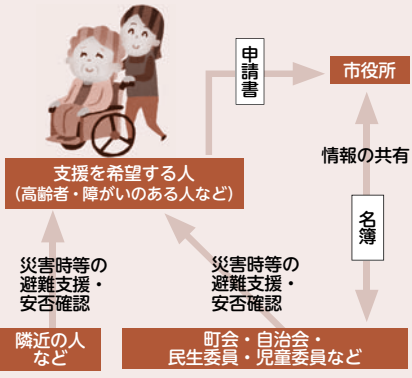 申請書
市役所
支援を希望する人
(高齢者・障がいのある人など)
情報の共有
名簿
災害時等の
避難支援・
安否確認
災害時等の
避難支援・
安否確認
隣近の人
など
町会・自治会・
民生委員・児童委員など